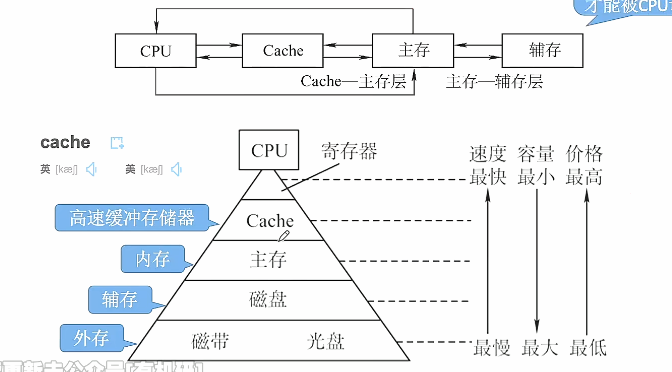 才能被CPU
CPU
Cache
主存
辅存
Cache—主存层
主存—辅存层
cache
英 [kæʃ] 英 [kæʃ]
CPU
寄存器
速度 容量 价格
最快 最小 最高
高速缓冲存储器
Cache
内存
主存
辅存
磁盘
外存
磁带
光盘
最慢 最大 最低